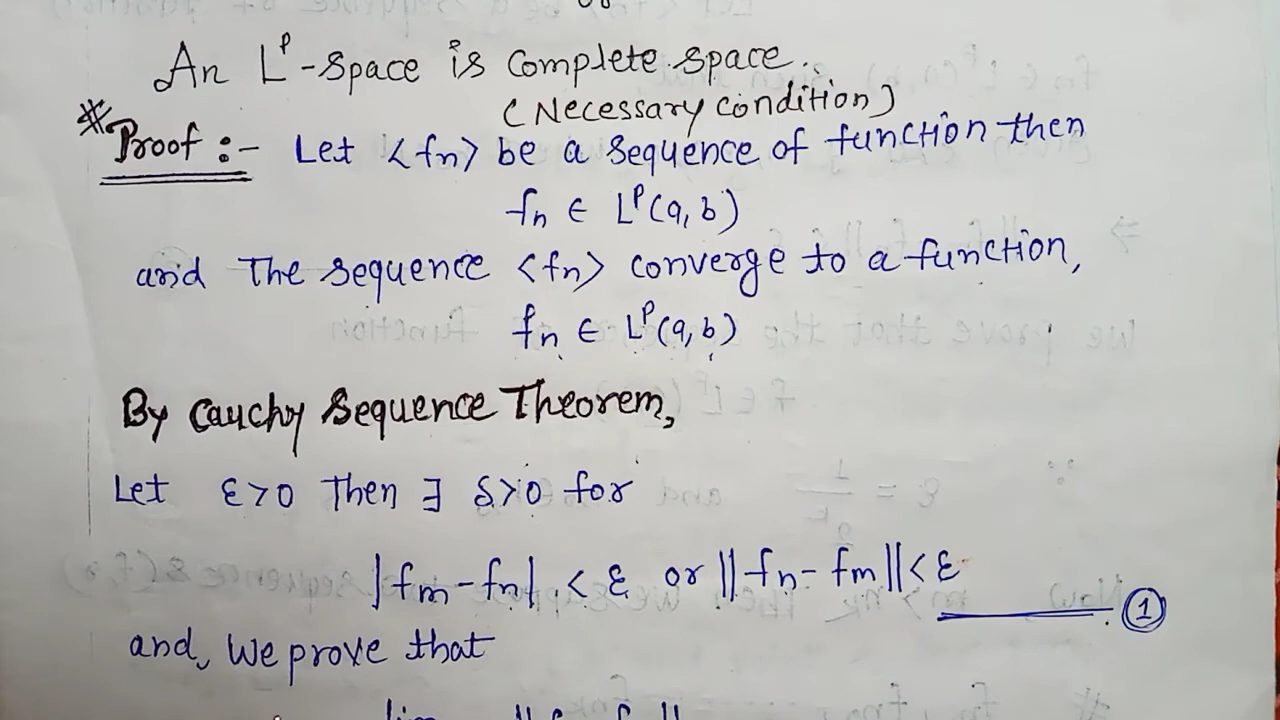 An L^p-space is complete space.
(Necessary condition)
* Proof :- Let <fn> be a sequence of function then
fn ∈ L^p(a, b)
and The sequence <fn> converge to a function,
fn ∈ L^p(a, b)
By Cauchy Sequence Theorem,
Let ε>0 Then ∃ δ>0 for
|fm - fn| < ε or ||fn - fm|| < ε ——— ①
and, we prove that